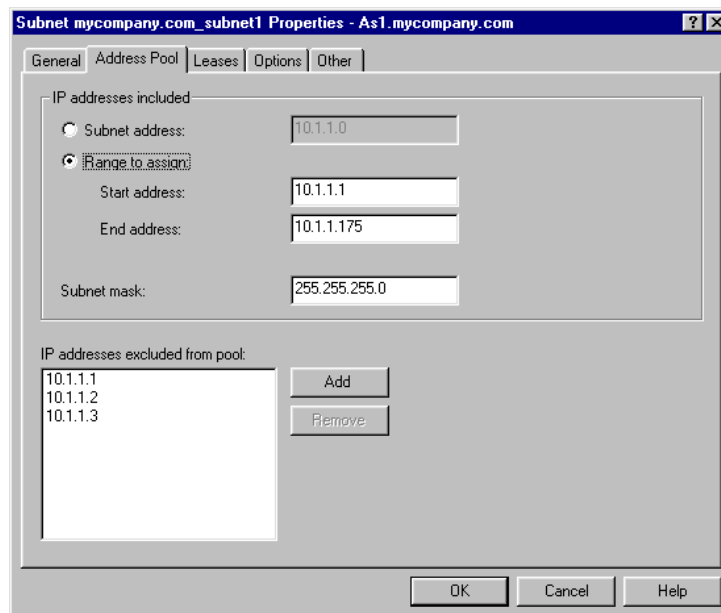 Subnet mycompany.com_subnet1 Properties - As1.mycompany.com
General Address Pool Leases Options Other
IP addresses included
Subnet address: 10.1.1.0
Range to assign:
Start address: 10.1.1.1
End address: 10.1.1.175
Subnet mask: 255.255.255.0
IP addresses excluded from pool:
10.1.1.1
10.1.1.2
10.1.1.3
Add
Remove
OK Cancel Help